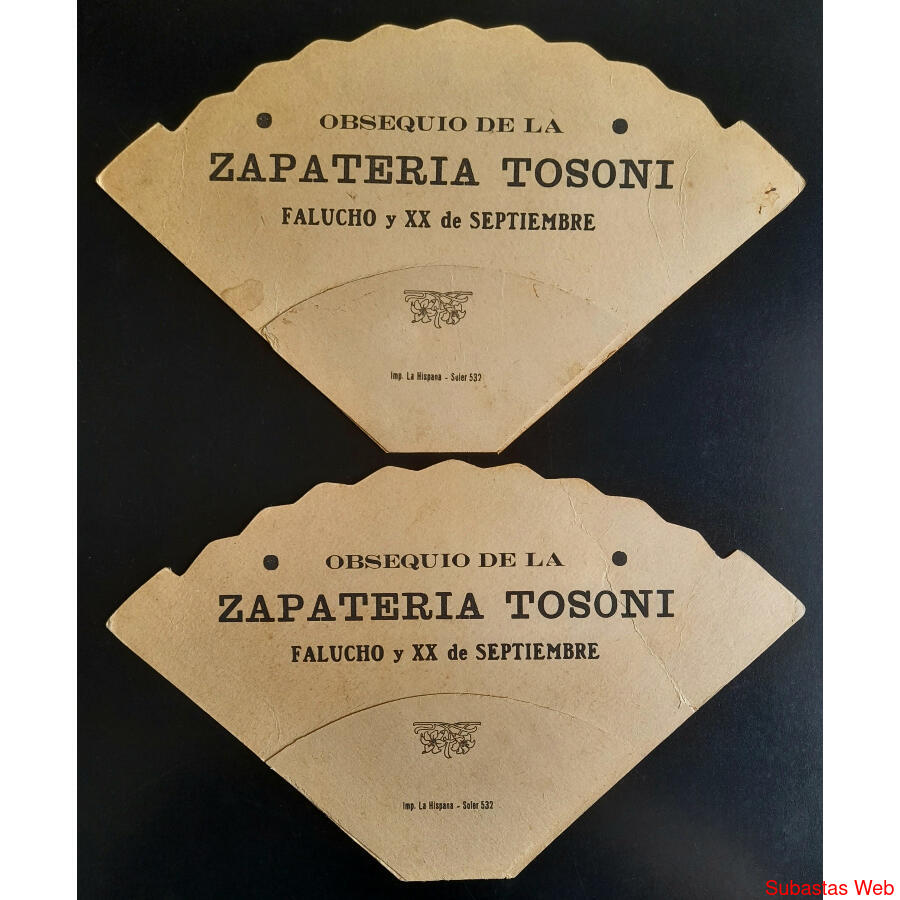 OBSEQUIO DE LA
ZAPATERIA TOSONI
FALUCHO y XX de SEPTIEMBRE
Imp. La Hispana - Soler 532
OBSEQUIO DE LA
ZAPATERIA TOSONI
FALUCHO y XX de SEPTIEMBRE
Imp. La Hispana - Soler 532
Subastas Web